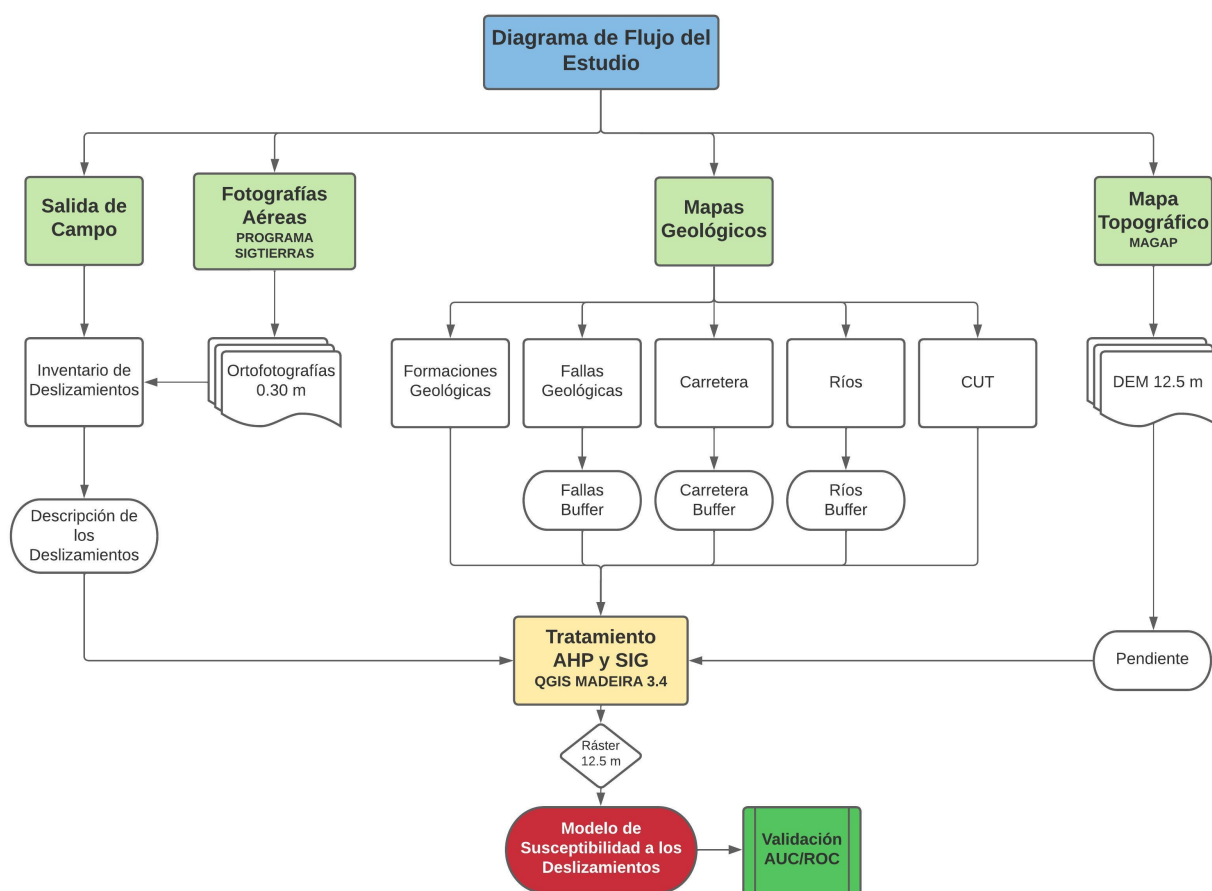 Diagrama de Flujo del
Estudio
Salida de
Campo
Fotografías
Aéreas
PROGRAMA
SIGTIERRAS
Mapas
Geológicos
Mapa
Topográfico
MAGAP
Inventario de
Deslizamientos
Ortofotografías
0.30 m
Formaciones
Geológicas
Fallas
Geológicas
Carretera
Ríos
CUT
DEM 12.5 m
Fallas
Buffer
Carretera
Buffer
Ríos
Buffer
Descripción de
los
Deslizamientos
Tratamiento
AHP y SIG
QGIS MADEIRA 3.4
Pendiente
Ráster
12.5 m
Modelo de
Susceptibilidad a los
Deslizamientos
Validación
AUC/ROC